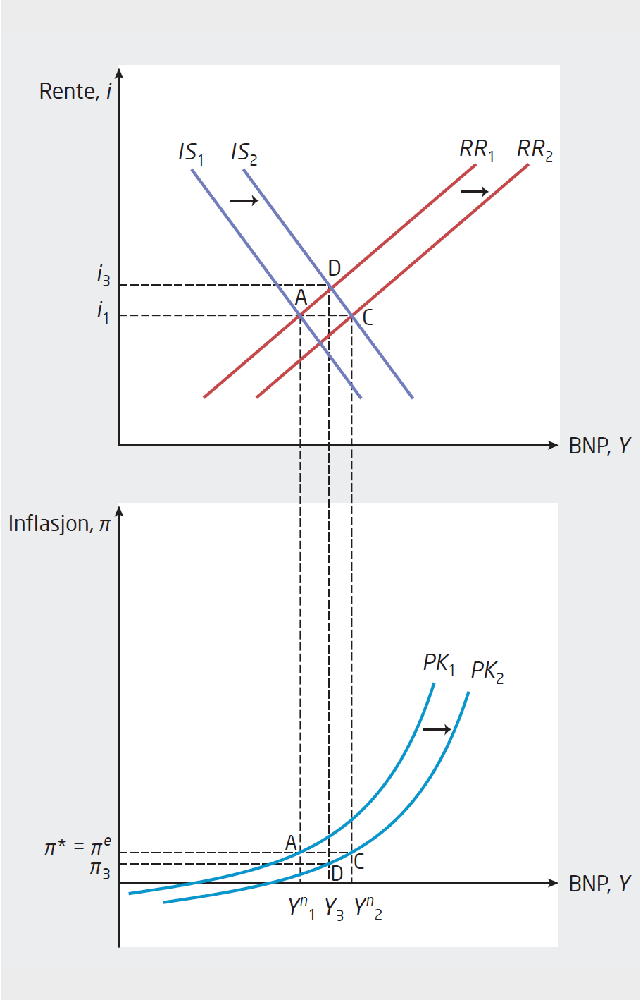 Rente, i
IS₁ IS₂ RR₁ RR₂
i₃ D
A
i₁ C
BNP, Y
Inflasjon, π
PK₁ PK₂
A
π* = πᵉ
C
π₃ D
BNP, Y
Yⁿ₁ Y₃ Yⁿ₂